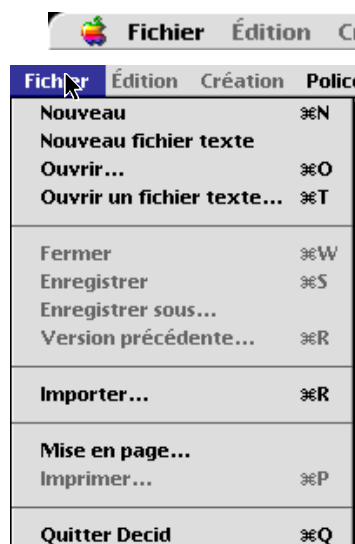 Fichier Édition
Fichier Édition Création Police
Nouveau ⌘N
Nouveau fichier texte
Ouvrir... ⌘O
Ouvrir un fichier texte... ⌘T
Fermer ⌘W
Enregistrer ⌘S
Enregistrer sous...
Version précédente... ⌘R
Importer... ⌘R
Mise en page...
Imprimer... ⌘P
Quitter Decid ⌘Q